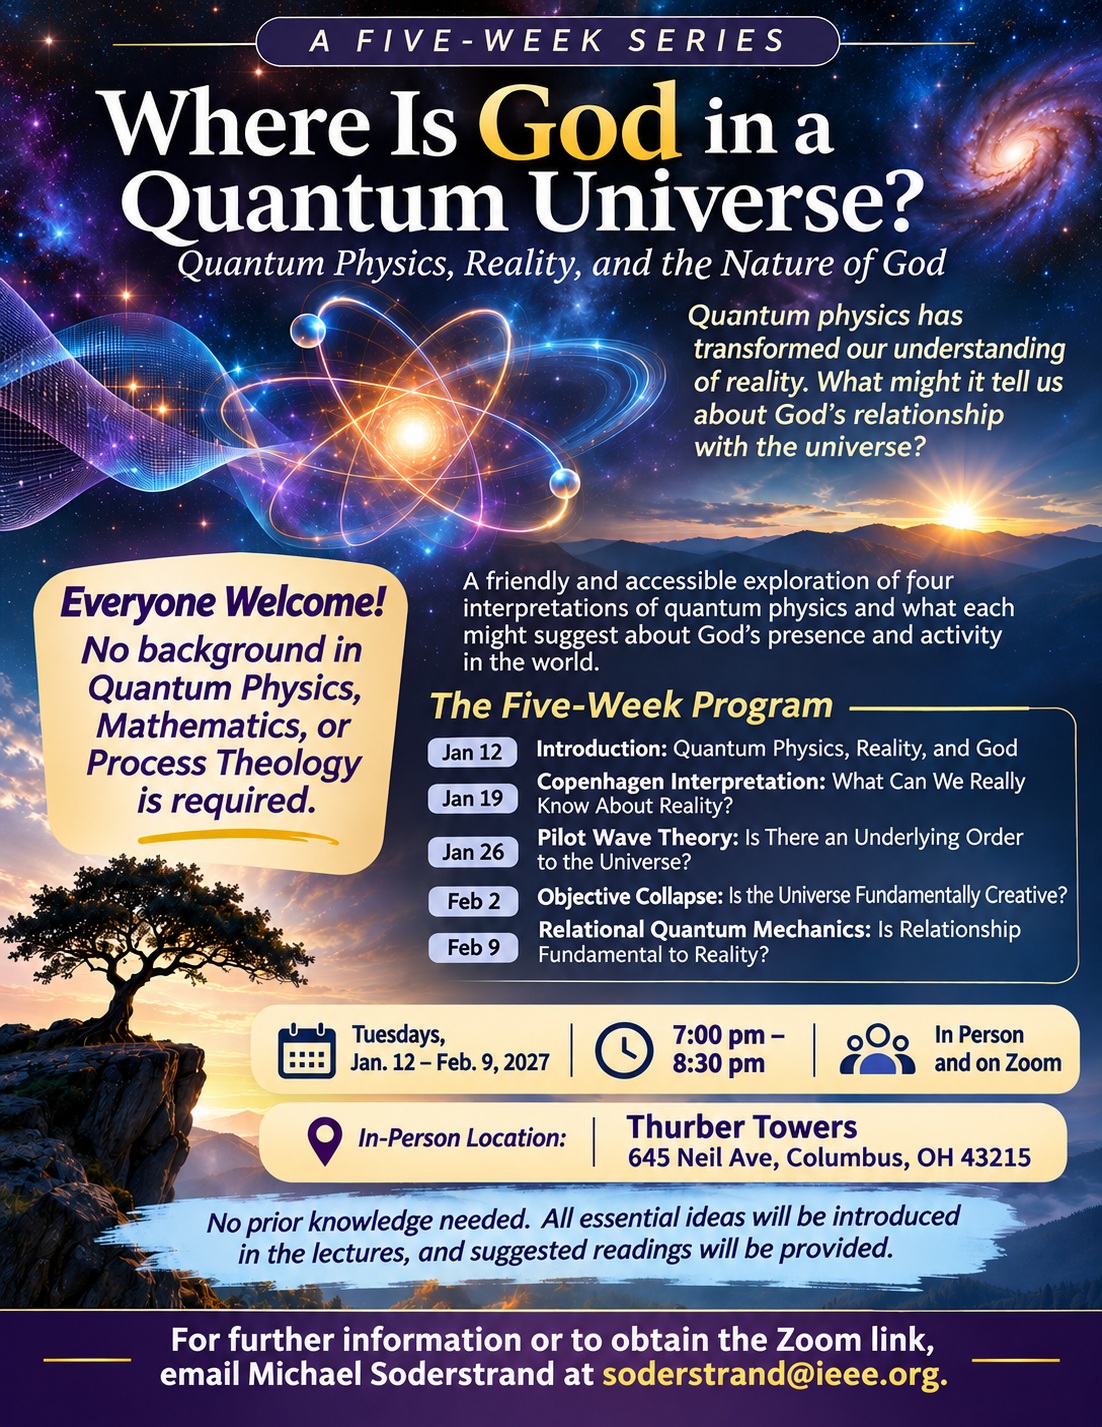 A FIVE-WEEK SERIES
Where Is God in a
Quantum Universe?
Quantum Physics, Reality, and the Nature of God
Quantum physics has
transformed our understanding
of reality. What might it tell us
about God's relationship
with the universe?
Everyone Welcome!
No background in
Quantum Physics,
Mathematics, or
Process Theology
is required.
A friendly and accessible exploration of four
interpretations of quantum physics and what each
might suggest about God's presence and activity
in the world.
The Five-Week Program
Jan 12 Introduction: Quantum Physics, Reality, and God
Jan 19 Copenhagen Interpretation: What Can We Really
Know About Reality?
Jan 26 Pilot Wave Theory: Is There an Underlying Order
to the Universe?
Feb 2 Objective Collapse: Is the Universe Fundamentally Creative?
Feb 9 Relational Quantum Mechanics: Is Relationship
Fundamental to Reality?
Tuesdays,
Jan. 12 – Feb. 9, 2027
7:00 pm –
8:30 pm
In Person
and on Zoom
In-Person Location:
Thurber Towers
645 Neil Ave, Columbus, OH 43215
No prior knowledge needed. All essential ideas will be introduced
in the lectures, and suggested readings will be provided.
For further information or to obtain the Zoom link,
email Michael Soderstrand at soderstrand@ieee.org.